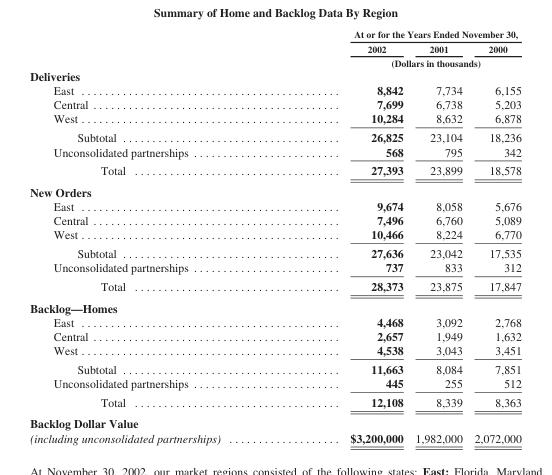 Summary of Home and Backlog Data By Region
At or for the Years Ended November 30,
2002 2001 2000
(Dollars in thousands)
Deliveries
East . . . . . . . . . . . . . . . . . . . . 8,842 7,734 6,155
Central . . . . . . . . . . . . . . . . . . . . 7,699 6,738 5,203
West . . . . . . . . . . . . . . . . . . . . 10,284 8,632 6,878
Subtotal . . . . . . . . . . . . . . . . . . . . 26,825 23,104 18,236
Unconsolidated partnerships . . . . . . . . . . . . . . . . . . . . 568 795 342
Total . . . . . . . . . . . . . . . . . . . . 27,393 23,899 18,578
New Orders
East . . . . . . . . . . . . . . . . . . . . 9,674 8,058 5,676
Central . . . . . . . . . . . . . . . . . . . . 7,496 6,760 5,089
West . . . . . . . . . . . . . . . . . . . . 10,466 8,224 6,770
Subtotal . . . . . . . . . . . . . . . . . . . . 27,636 23,042 17,535
Unconsolidated partnerships . . . . . . . . . . . . . . . . . . . . 737 833 312
Total . . . . . . . . . . . . . . . . . . . . 28,373 23,875 17,847
Backlog—Homes
East . . . . . . . . . . . . . . . . . . . . 4,468 3,092 2,768
Central . . . . . . . . . . . . . . . . . . . . 2,657 1,949 1,632
West . . . . . . . . . . . . . . . . . . . . 4,538 3,043 3,451
Subtotal . . . . . . . . . . . . . . . . . . . . 11,663 8,084 7,851
Unconsolidated partnerships . . . . . . . . . . . . . . . . . . . . 445 255 512
Total . . . . . . . . . . . . . . . . . . . . 12,108 8,339 8,363
Backlog Dollar Value
(including unconsolidated partnerships) . . . . . . . . . . . . . . . . $3,200,000 1,982,000 2,072,000
At November 30, 2002, our market regions consisted of the following states: East: Florida, Maryland